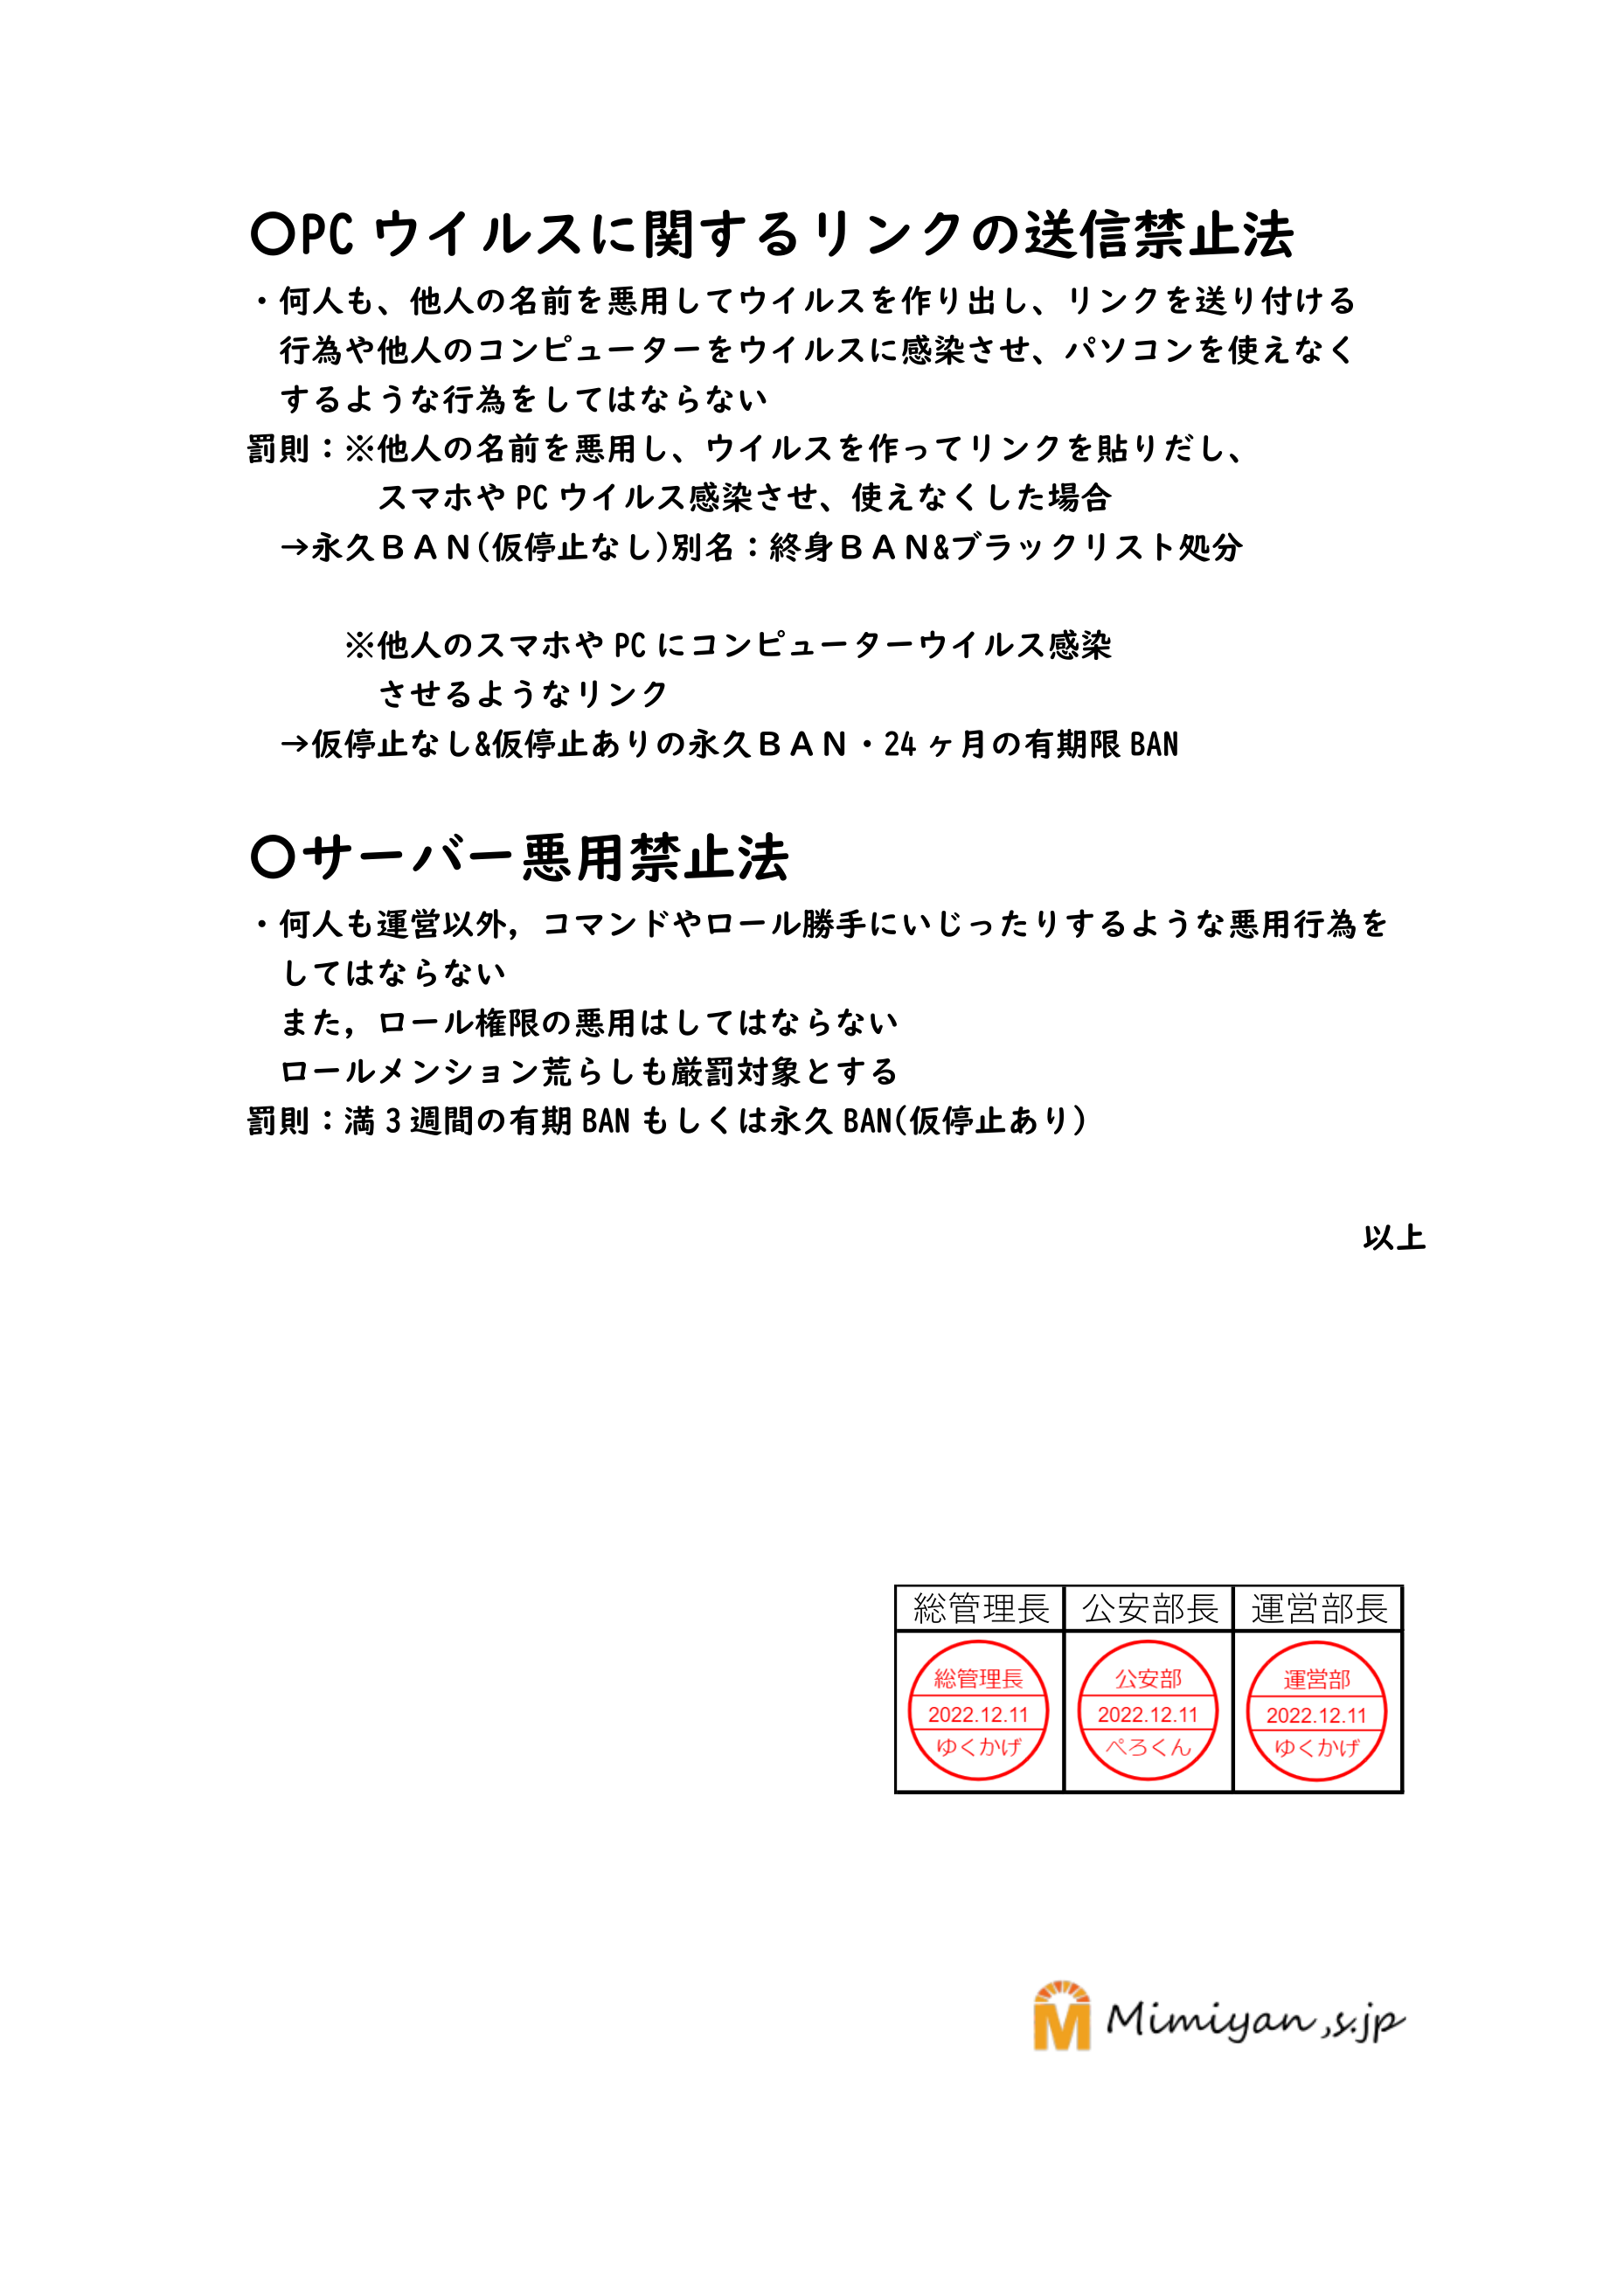 〇PC ウイルスに関するリンクの送信禁止法
・何人も、他人の名前を悪用してウイルスを作り出し、リンクを送り付ける
行為や他人のコンピューターをウイルスに感染させ、パソコンを使えなく
するような行為をしてはならない
罰則：※他人の名前を悪用し、ウイルスを作ってリンクを貼りだし、
スマホや PC ウイルス感染させ、使えなくした場合
→永久ＢＡＮ(仮停止なし)別名：終身ＢＡＮ&ブラックリスト処分
※他人のスマホや PC にコンピューターウイルス感染
させるようなリンク
→仮停止なし&仮停止ありの永久ＢＡＮ・24 ヶ月の有期限 BAN
〇サーバー悪用禁止法
・何人も運営以外，コマンドやロール勝手にいじったりするような悪用行為を
してはならない
また，ロール権限の悪用はしてはならない
ロールメンション荒らしも厳罰対象とする
罰則：満 3 週間の有期 BAN もしくは永久 BAN(仮停止あり)
以上
総管理長 公安部長 運営部長
総管理長 公安部 運営部
2022.12.11 2022.12.11 2022.12.11
ゆくかげ ぺろくん ゆくかげ
M Mimiyan,s.jp